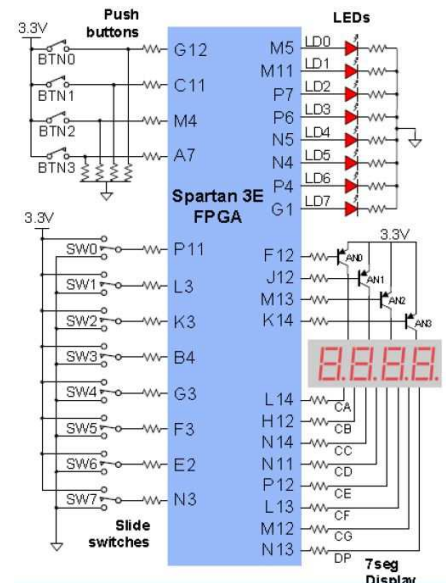 Push
buttons
3.3V
BTN0
BTN1
BTN2
BTN3
G12
C11
M4
A7
Spartan 3E
FPGA
LEDs
M5 LD0
M11 LD1
P7 LD2
P6 LD3
N5 LD4
N4 LD5
P4 LD6
G1 LD7
3.3V
SW0 P11
SW1 L3
SW2 K3
SW3 B4
SW4 G3
SW5 F3
SW6 E2
SW7 N3
Slide
switches
3.3V
F12 AN0
J12 AN1
M13 AN2
K14 AN3
8.8.8.8.
L14 CA
H12 CB
N14 CC
N11 CD
P12 CE
L13 CF
M12 CG
N13 DP
7seg
Display